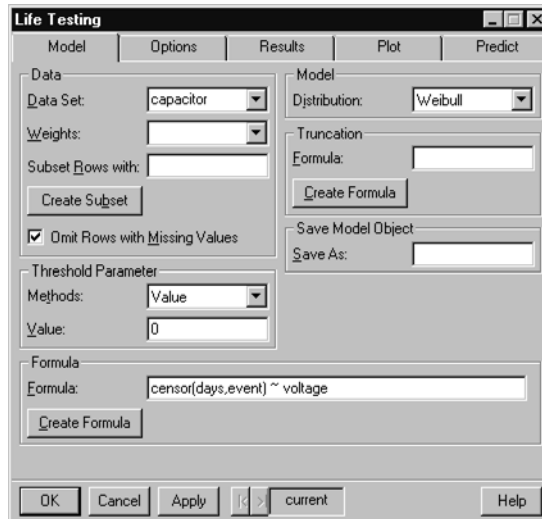 Life Testing
Model Options Results Plot Predict
Data
Data Set: capacitor
Weights:
Subset Rows with:
Create Subset
Omit Rows with Missing Values
Threshold Parameter
Methods: Value
Value: 0
Model
Distribution: Weibull
Truncation
Formula:
Create Formula
Save Model Object
Save As:
Formula
Formula: censor(days,event) ~ voltage
Create Formula
OK Cancel Apply current Help